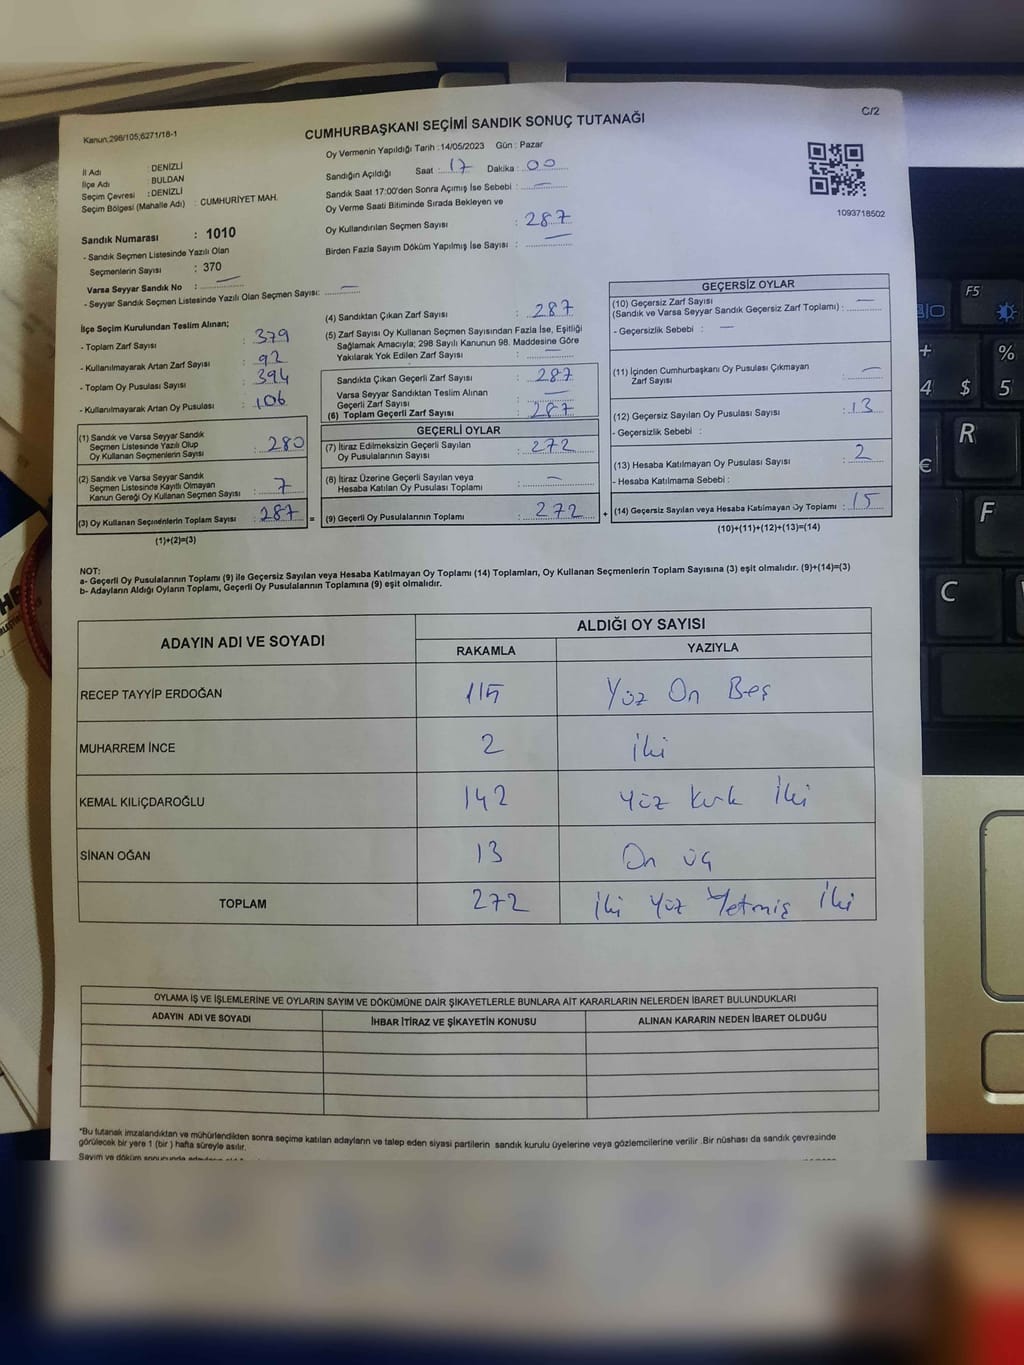 C/2
Kanun;298/105;6271/18-1
CUMHURBAŞKANI SEÇİMİ SANDIK SONUÇ TUTANAĞI
İl Adı : DENİZLİ
İlçe Adı : BULDAN
Seçim Çevresi : DENİZLİ
Seçim Bölgesi (Mahalle Adı) : CUMHURİYET MAH.
Oy Vermenin Yapıldığı Tarih :14/05/2023 Gün : Pazar
Sandığın Açıldığı Saat : 17 Dakika : 00
Sandık Saat 17:00'den Sonra Açımış İse Sebebi : —
Oy Verme Saati Bitiminde Sırada Bekleyen ve
Oy Kullandırılan Seçmen Sayısı : 287
Birden Fazla Sayım Döküm Yapılmış İse Sayısı : —
1093718502
Sandık Numarası : 1010
- Sandık Seçmen Listesinde Yazılı Olan
Seçmenlerin Sayısı : 370
Varsa Seyyar Sandık No : —
- Seyyar Sandık Seçmen Listesinde Yazılı Olan Seçmen Sayısı: —
İlçe Seçim Kurulundan Teslim Alınan;
- Toplam Zarf Sayısı : 379
- Kullanılmayarak Artan Zarf Sayısı : 92
- Toplam Oy Pusulası Sayısı : 394
- Kullanılmayarak Artan Oy Pusulası : 106
(1) Sandık ve Varsa Seyyar Sandık
Seçmen Listesinde Yazılı Olup
Oy Kullanan Seçmenlerin Sayısı : 280
(2) Sandık ve Varsa Seyyar Sandık
Seçmen Listesinde Kayıtlı Olmayan
Kanun Gereği Oy Kullanan Seçmen Sayısı : 7
(3) Oy Kullanan Seçmenlerin Toplam Sayısı : 287 =
(1)+(2)=(3)
(4) Sandıktan Çıkan Zarf Sayısı : 287
(5) Zarf Sayısı Oy Kullanan Seçmen Sayısından Fazla İse, Eşitliği
Sağlamak Amacıyla; 298 Sayılı Kanunun 98. Maddesine Göre
Yakılarak Yok Edilen Zarf Sayısı : —
Sandıkta Çıkan Geçerli Zarf Sayısı : 287
Varsa Seyyar Sandıktan Teslim Alınan
Geçerli Zarf Sayısı : —
(6) Toplam Geçerli Zarf Sayısı : 287
GEÇERLİ OYLAR
(7) İtiraz Edilmeksizin Geçerli Sayılan
Oy Pusulalarının Sayısı : 272
(8) İtiraz Üzerine Geçerli Sayılan veya
Hesaba Katılan Oy Pusulası Toplamı : —
(9) Geçerli Oy Pusulalarının Toplamı : 272 +
GEÇERSİZ OYLAR
(10) Geçersiz Zarf Sayısı
(Sandık ve Varsa Seyyar Sandık Geçersiz Zarf Toplamı) : —
- Geçersizlik Sebebi : —
(11) İçinden Cumhurbaşkanı Oy Pusulası Çıkmayan
Zarf Sayısı : —
(12) Geçersiz Sayılan Oy Pusulası Sayısı : 13
- Geçersizlik Sebebi :
(13) Hesaba Katılmayan Oy Pusulası Sayısı : 2
- Hesaba Katılmama Sebebi :
(14) Geçersiz Sayılan veya Hesaba Katılmayan Oy Toplamı : 15
(10)+(11)+(12)+(13)=(14)
NOT:
a- Geçerli Oy Pusulalarının Toplamı (9) ile Geçersiz Sayılan veya Hesaba Katılmayan Oy Toplamı (14) Toplamları, Oy Kullanan Seçmenlerin Toplam Sayısına (3) eşit olmalıdır. (9)+(14)=(3)
b- Adayların Aldığı Oyların Toplamı, Geçerli Oy Pusulalarının Toplamına (9) eşit olmalıdır.
ADAYIN ADI VE SOYADI ALDIĞI OY SAYISI
RAKAMLA YAZIYLA
RECEP TAYYİP ERDOĞAN 115 Yüz On Beş
MUHARREM İNCE 2 İki
KEMAL KILIÇDAROĞLU 142 Yüz Kırk İki
SİNAN OĞAN 13 On üç
TOPLAM 272 İki Yüz Yetmiş İki
OYLAMA İŞ VE İŞLEMLERİNE VE OYLARIN SAYIM VE DÖKÜMÜNE DAİR ŞİKAYETLERLE BUNLARA AİT KARARLARIN NELERDEN İBARET BULUNDUKLARI
ADAYIN ADI VE SOYADI İHBAR İTİRAZ VE ŞİKAYETİN KONUSU ALINAN KARARIN NEDEN İBARET OLDUĞU
*Bu tutanak imzalandıktan ve mühürlendikten sonra seçime katılan adayların ve talep eden siyasi partilerin sandık kurulu üyelerine veya gözlemcilerine verilir .Bir nüshası da sandık çevresinde
görülecek bir yere 1 (bir ) hafta süreyle asılır.
Sayım ve döküm sonucunda
F5
+ %
4 $ 5
R
€
F
C